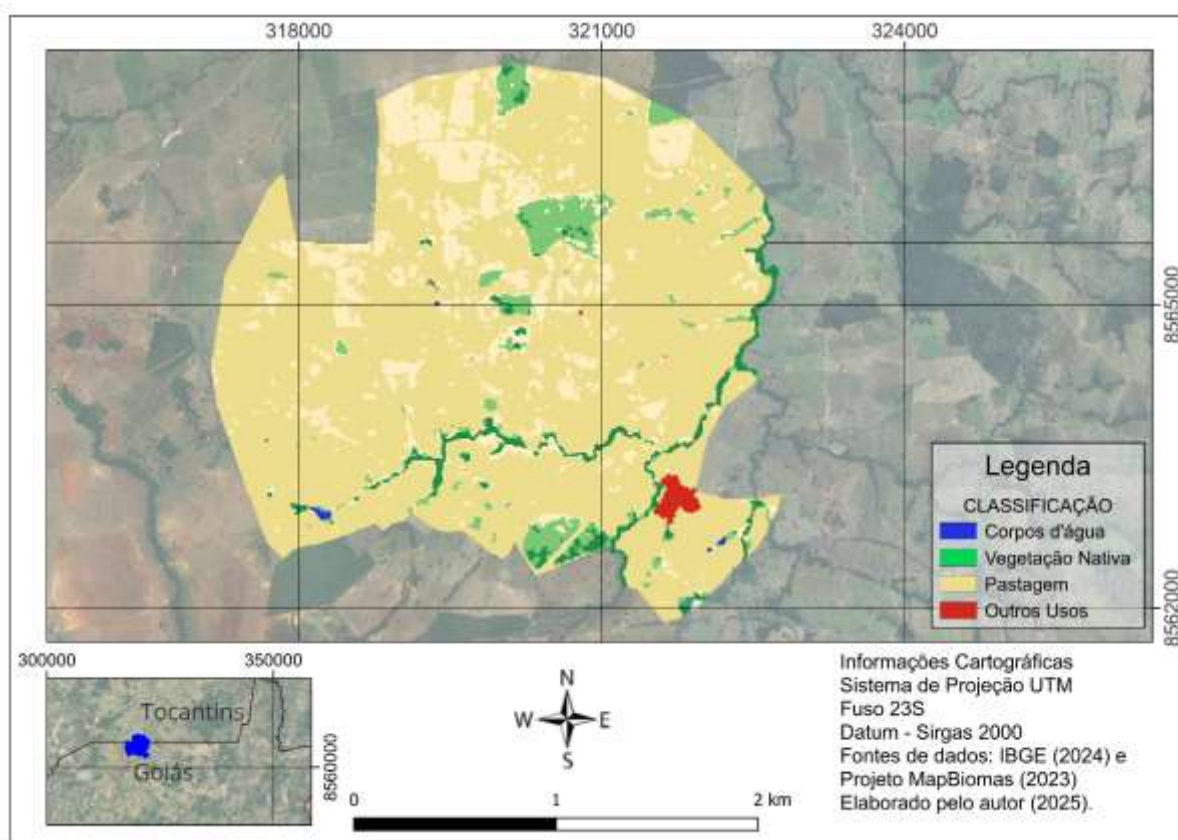 318000
321000
324000
8565000
8562000
Legenda
CLASSIFICAÇÃO
Corpos d'água
Vegetação Nativa
Pastagem
Outros Usos
300000
350000
Tocantins
Goiás
8560000
N
W
E
S
0
1
2 km
Informações Cartográficas
Sistema de Projeção UTM
Fuso 23S
Datum - Sirgas 2000
Fontes de dados: IBGE (2024) e
Projeto MapBiomas (2023)
Elaborado pelo autor (2025).